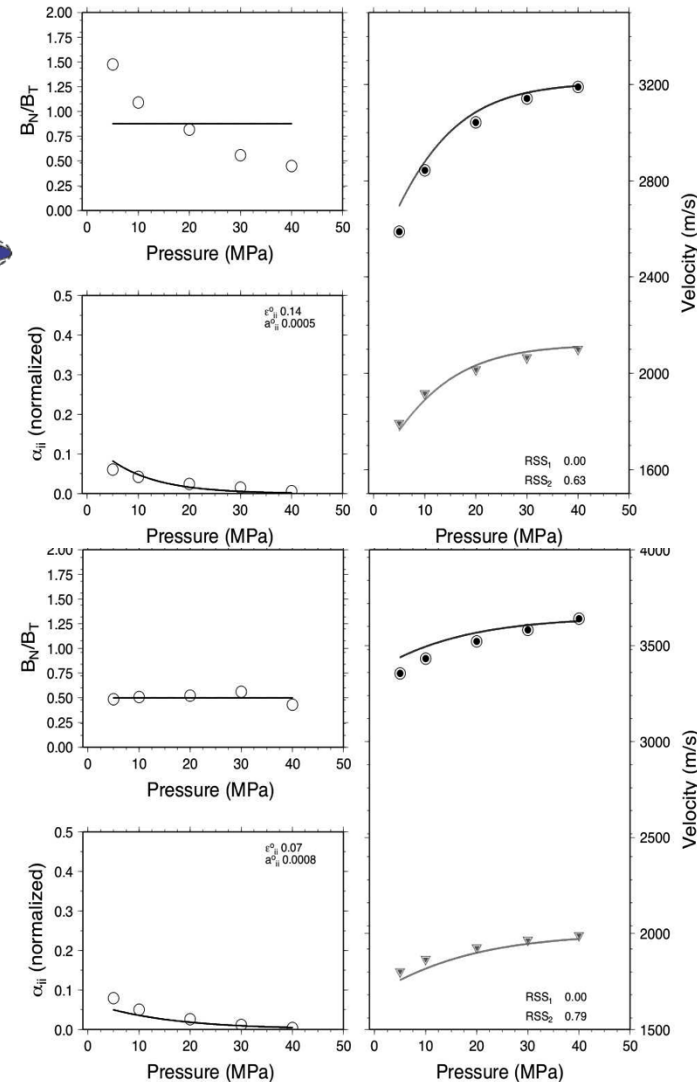 2.00
1.75
1.50
1.25
1.00
0.75
0.50
0.25
0.00
B_N/B_T
0 10 20 30 40 50
Pressure (MPa)
0.5
0.4
0.3
0.2
0.1
0.0
α_ii (normalized)
ε°_ii 0.14
a°_ii 0.0005
0 10 20 30 40 50
Pressure (MPa)
3200
2800
2400
2000
1600
Velocity (m/s)
RSS_1 0.00
RSS_2 0.63
0 10 20 30 40 50
Pressure (MPa)
2.00
1.75
1.50
1.25
1.00
0.75
0.50
0.25
0.00
B_N/B_T
0 10 20 30 40 50
Pressure (MPa)
0.5
0.4
0.3
0.2
0.1
0.0
α_ii (normalized)
ε°_ii 0.07
a°_ii 0.0008
0 10 20 30 40 50
Pressure (MPa)
4000
3500
3000
2500
2000
1500
Velocity (m/s)
RSS_1 0.00
RSS_2 0.79
0 10 20 30 40 50
Pressure (MPa)